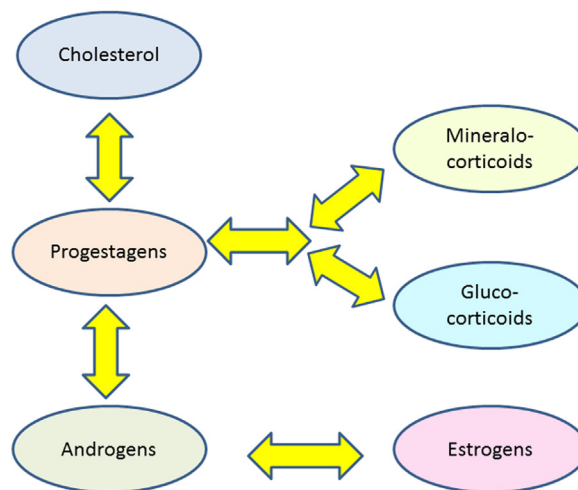 Cholesterol
Mineralo-
corticoids
Progestagens
Gluco-
corticoids
Androgens
Estrogens